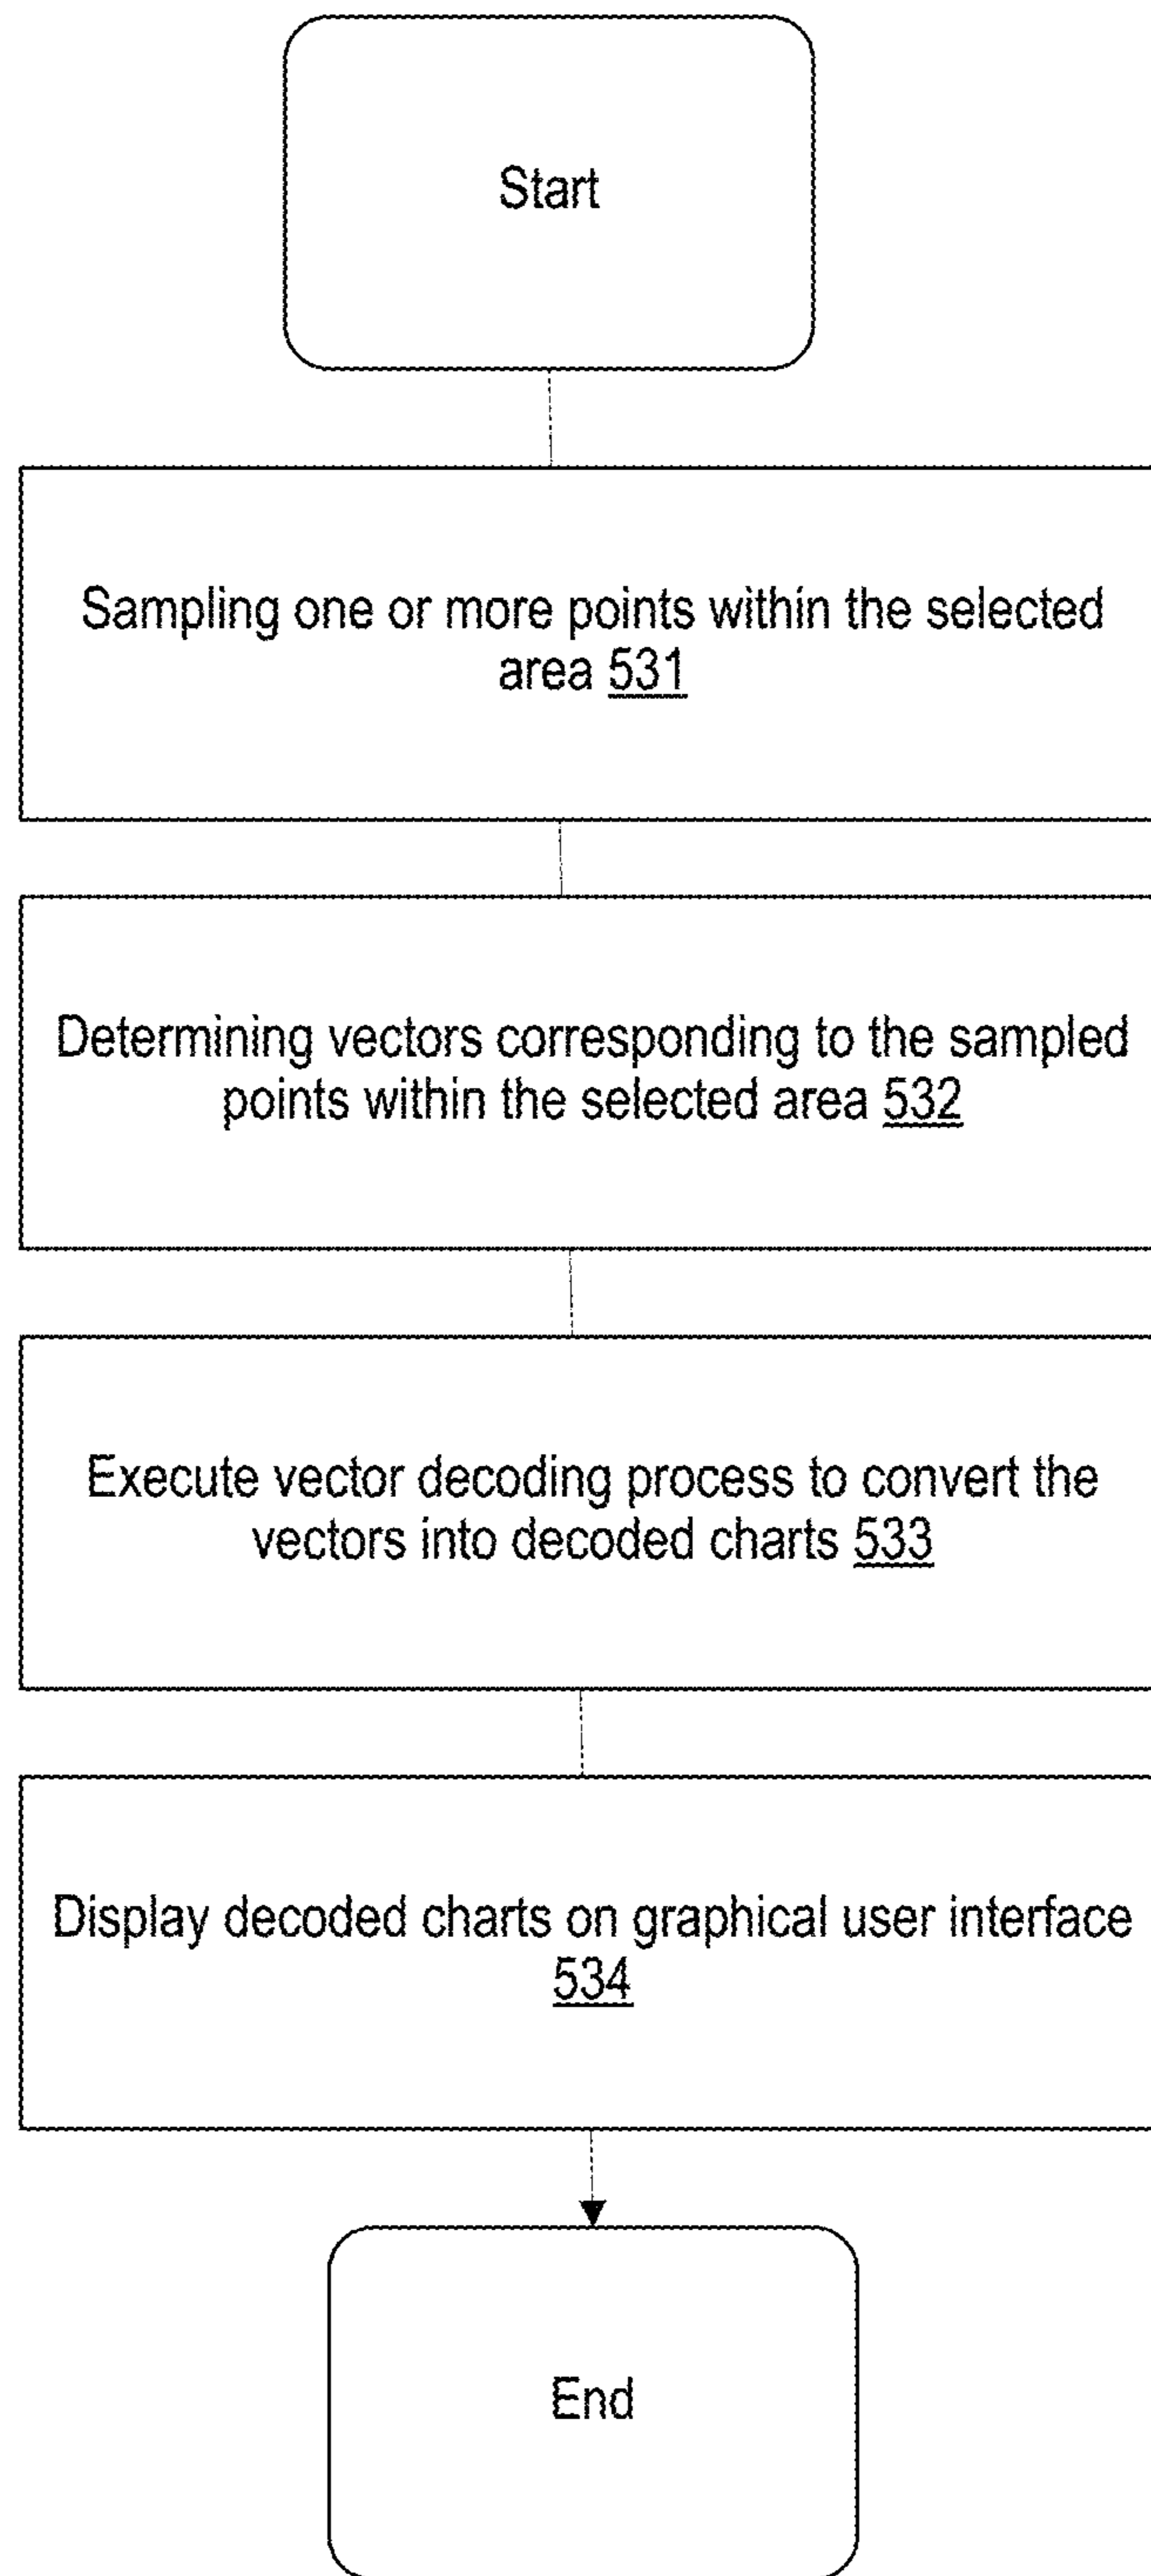 Start
Sampling one or more points within the selected
area 531
Determining vectors corresponding to the sampled
points within the selected area 532
Execute vector decoding process to convert the
vectors into decoded charts 533
Display decoded charts on graphical user interface
534
End